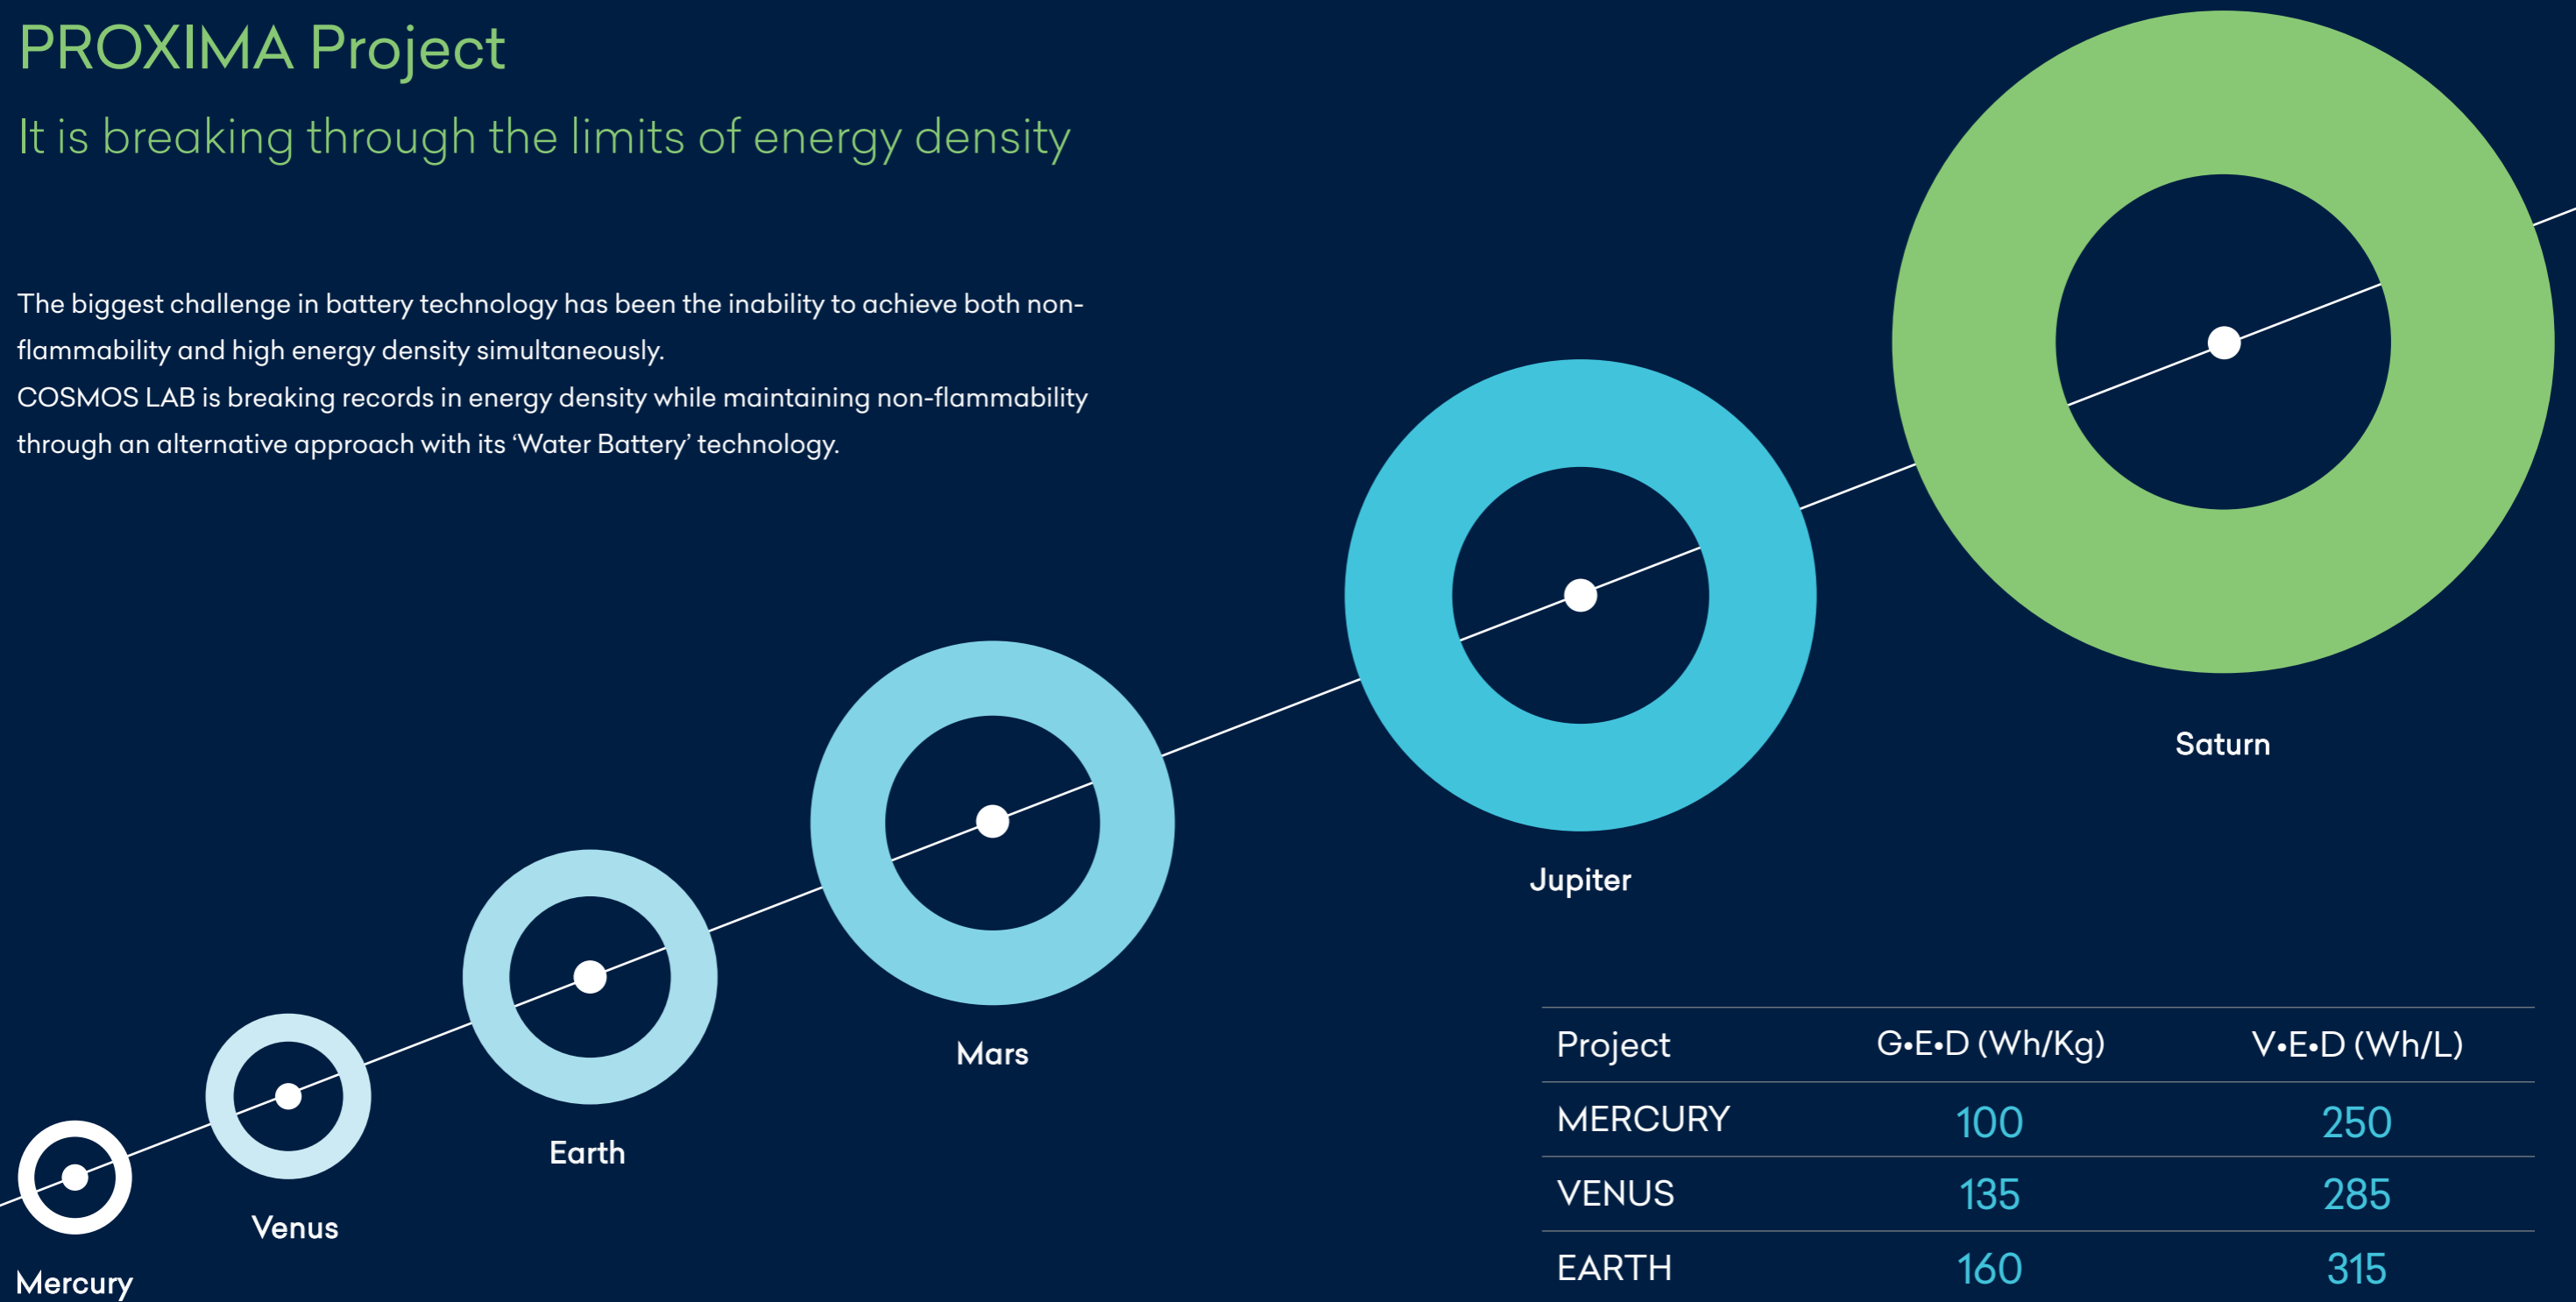 PROXIMA Project
It is breaking through the limits of energy density
The biggest challenge in battery technology has been the inability to achieve both non-
flammability and high energy density simultaneously.
COSMOS LAB is breaking records in energy density while maintaining non-flammability
through an alternative approach with its ‘Water Battery’ technology.
Saturn
Jupiter
Mars
Earth
Venus
Mercury
Project G•E•D (Wh/Kg) V•E•D (Wh/L)
MERCURY 100 250
VENUS 135 285
EARTH 160 315